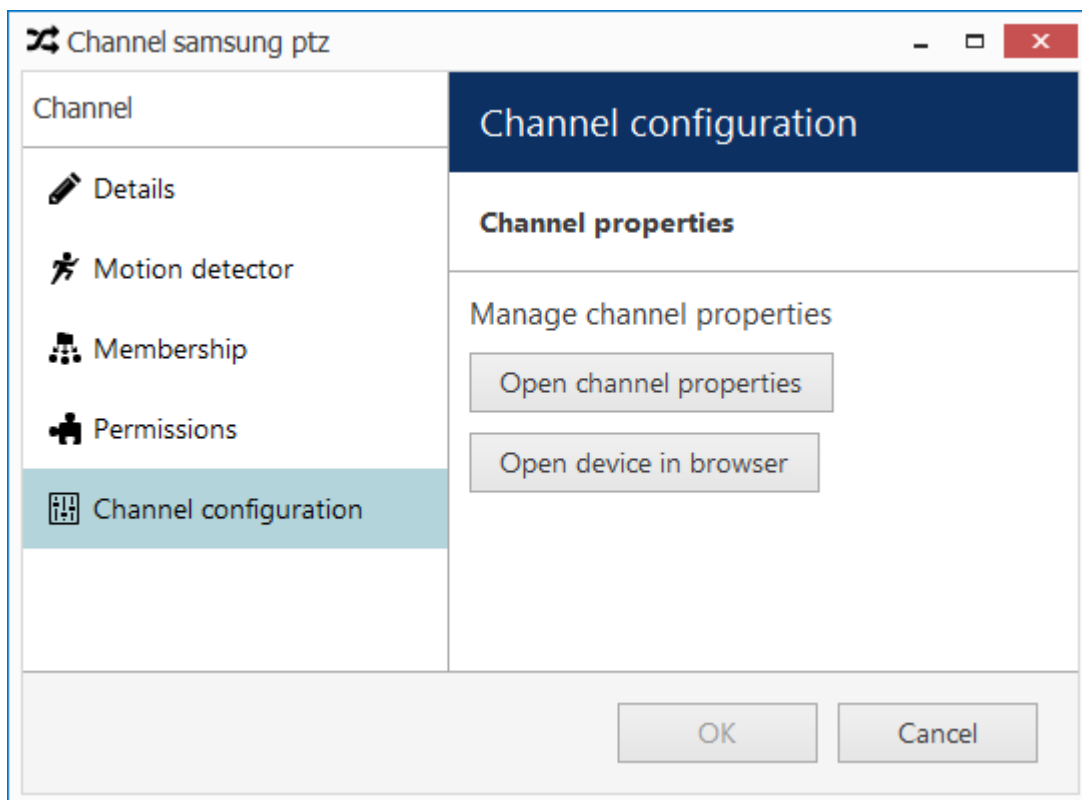 Channel samsung ptz
Channel
Details
Motion detector
Membership
Permissions
Channel configuration
Channel configuration
Channel properties
Manage channel properties
Open channel properties
Open device in browser
OK
Cancel